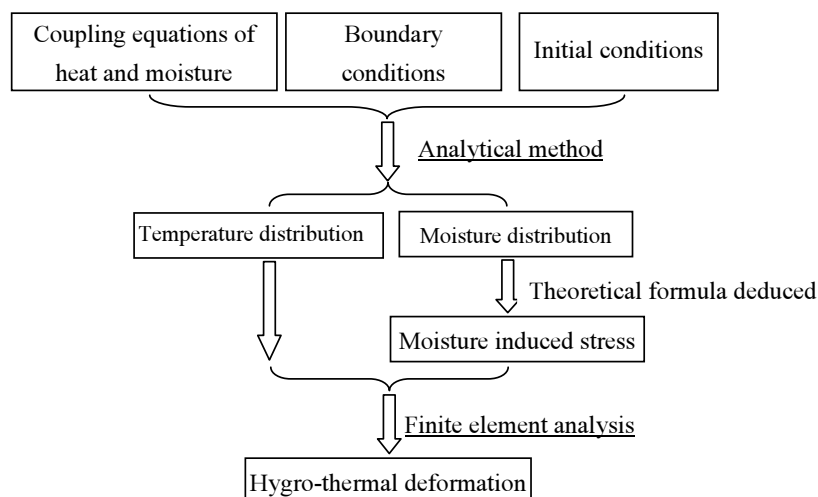 Coupling equations of
heat and moisture
Boundary
conditions
Initial conditions
Analytical method
Temperature distribution
Moisture distribution
Theoretical formula deduced
Moisture induced stress
Finite element analysis
Hygro-thermal deformation